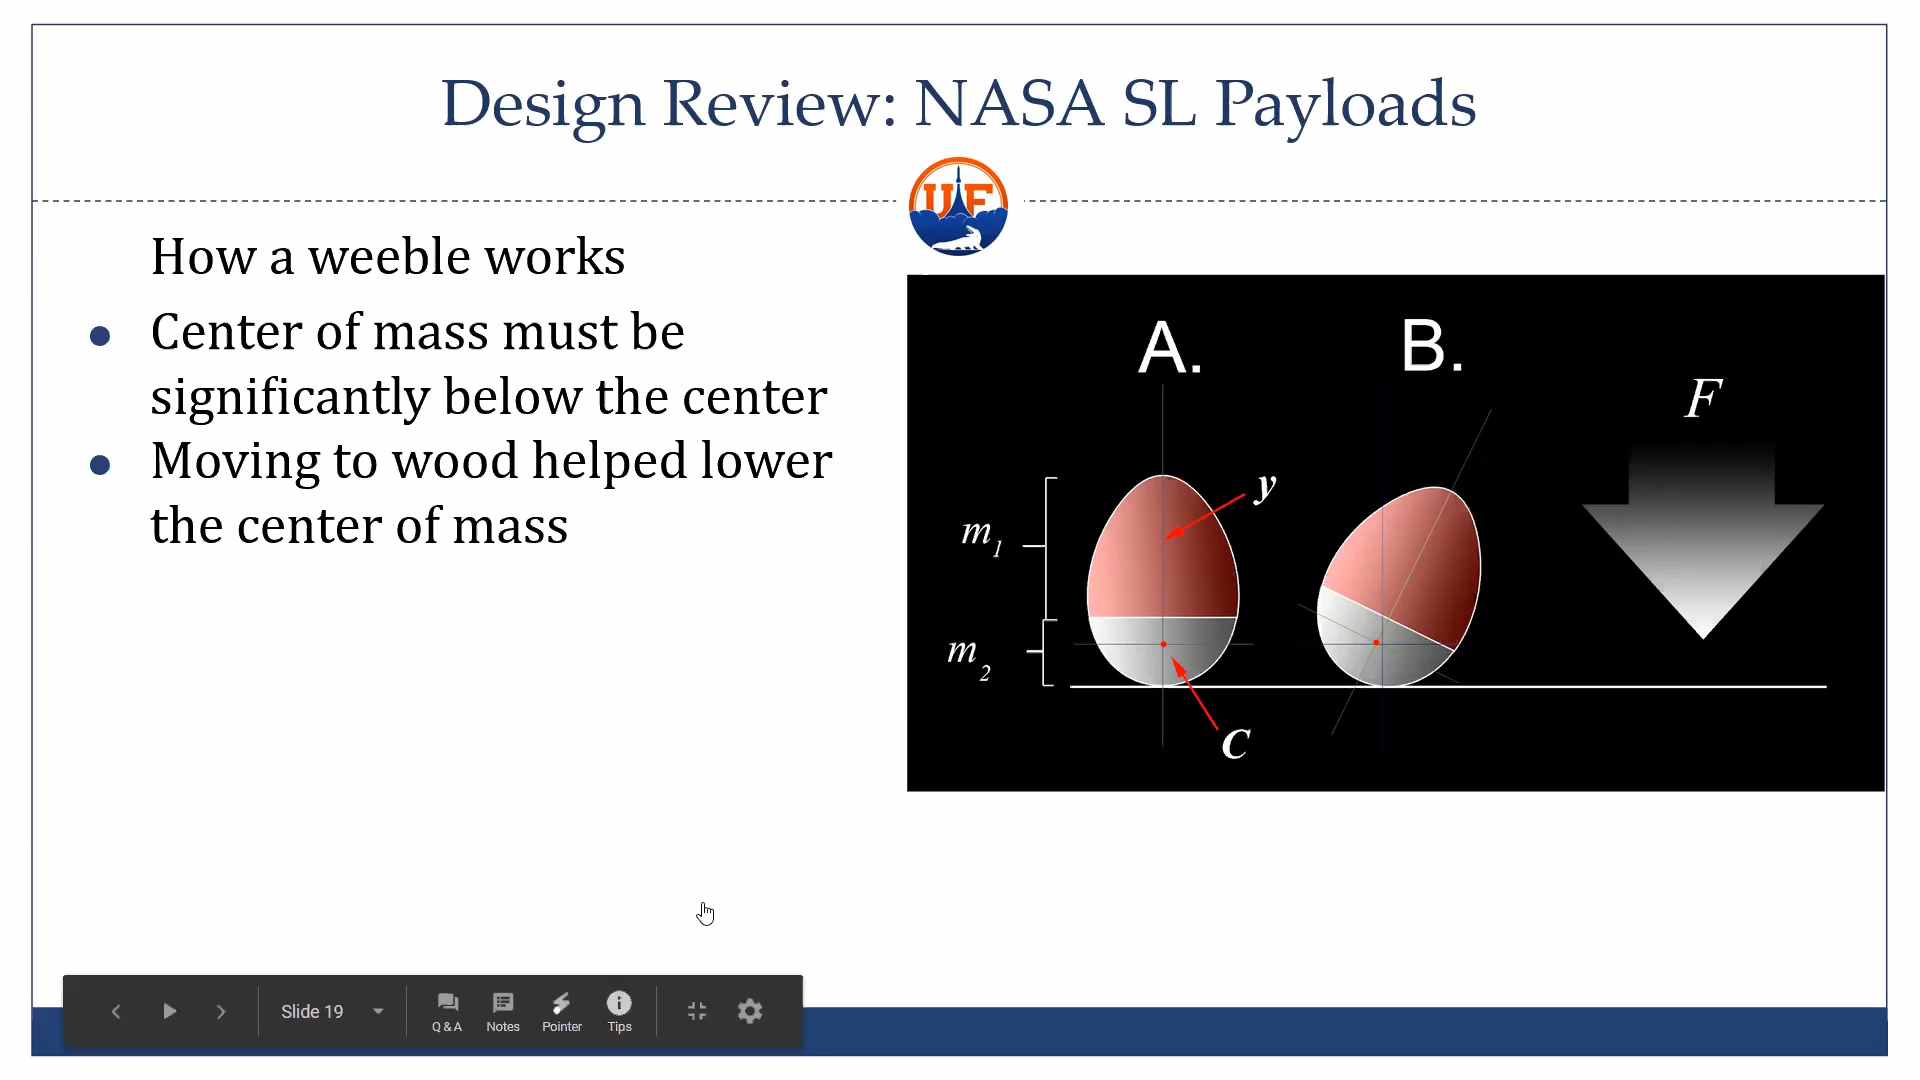 Design Review: NASA SL Payloads
UF
How a weeble works
● Center of mass must be
significantly below the center
● Moving to wood helped lower
the center of mass
A.
B.
F
y
m1
m2
C
Slide 19
Q & A
Notes
Pointer
Tips